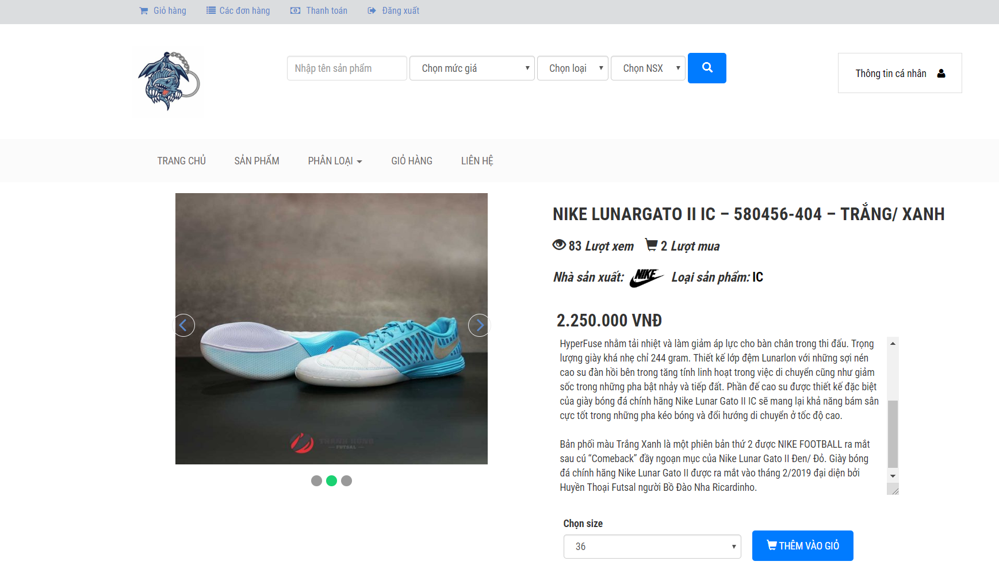 Giỏ hàng
Các đơn hàng
Thanh toán
Đăng xuất
Nhập tên sản phẩm
Chọn mức giá
Chọn loại
Chọn NSX
Thông tin cá nhân
TRANG CHỦ
SẢN PHẨM
PHÂN LOẠI
GIỎ HÀNG
LIÊN HỆ
NIKE LUNARGATO II IC – 580456-404 – TRẮNG/ XANH
83 Lượt xem 2 Lượt mua
Nhà sản xuất: NIKE Loại sản phẩm: IC
2.250.000 VNĐ
HyperFuse nhằm tải nhiệt và làm giảm áp lực cho bàn chân trong thi đấu. Trọng
lượng giày khá nhẹ chỉ 244 gram. Thiết kế lớp đệm Lunarlon với những sợi nén
cao su đàn hồi bên trong tăng tính linh hoạt trong việc di chuyển cũng như giảm
sốc trong những pha bật nhảy và tiếp đất. Phần đế cao su được thiết kế đặc biệt
của giày bóng đá chính hãng Nike Lunar Gato II IC sẽ mang lại khả năng bám sân
cực tốt trong những pha kéo bóng và đổi hướng di chuyển ở tốc độ cao.
Bản phối màu Trắng Xanh là một phiên bản thứ 2 được NIKE FOOTBALL ra mắt
sau cú “Comeback” đầy ngoạn mục của Nike Lunar Gato II Đen/ Đỏ. Giày bóng
đá chính hãng Nike Lunar Gato II được ra mắt vào tháng 2/2019 đại diện bởi
Huyền Thoại Futsal người Bồ Đào Nha Ricardinho.
THANH HUNG
FUTSAL
Chọn size
36
THÊM VÀO GIỎ